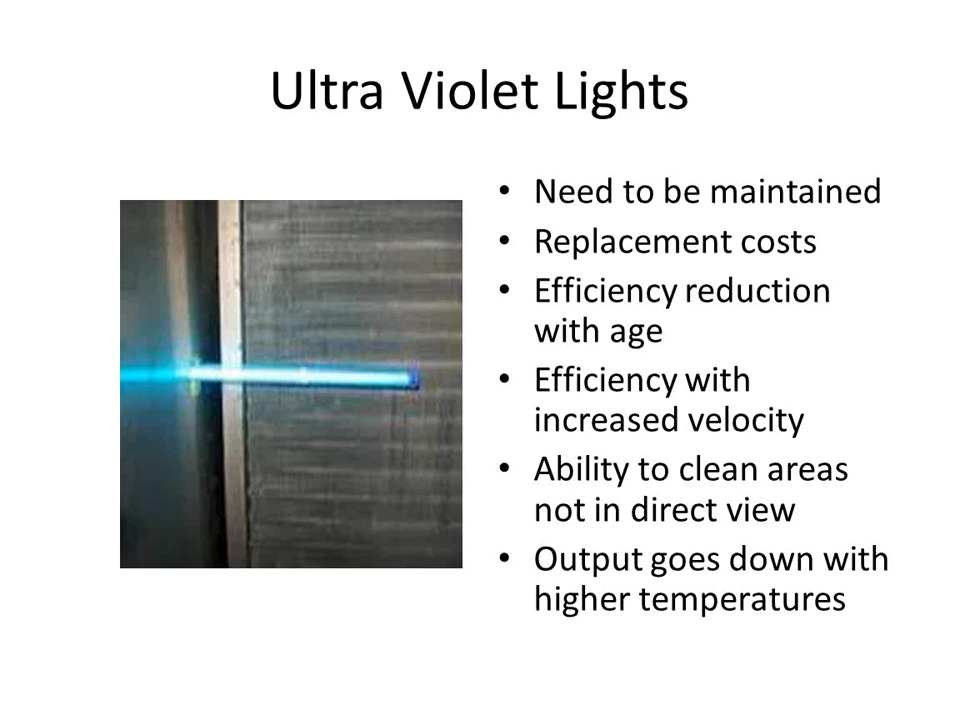 Ultra Violet Lights
• Need to be maintained
• Replacement costs
• Efficiency reduction
with age
• Efficiency with
increased velocity
• Ability to clean areas
not in direct view
• Output goes down with
higher temperatures